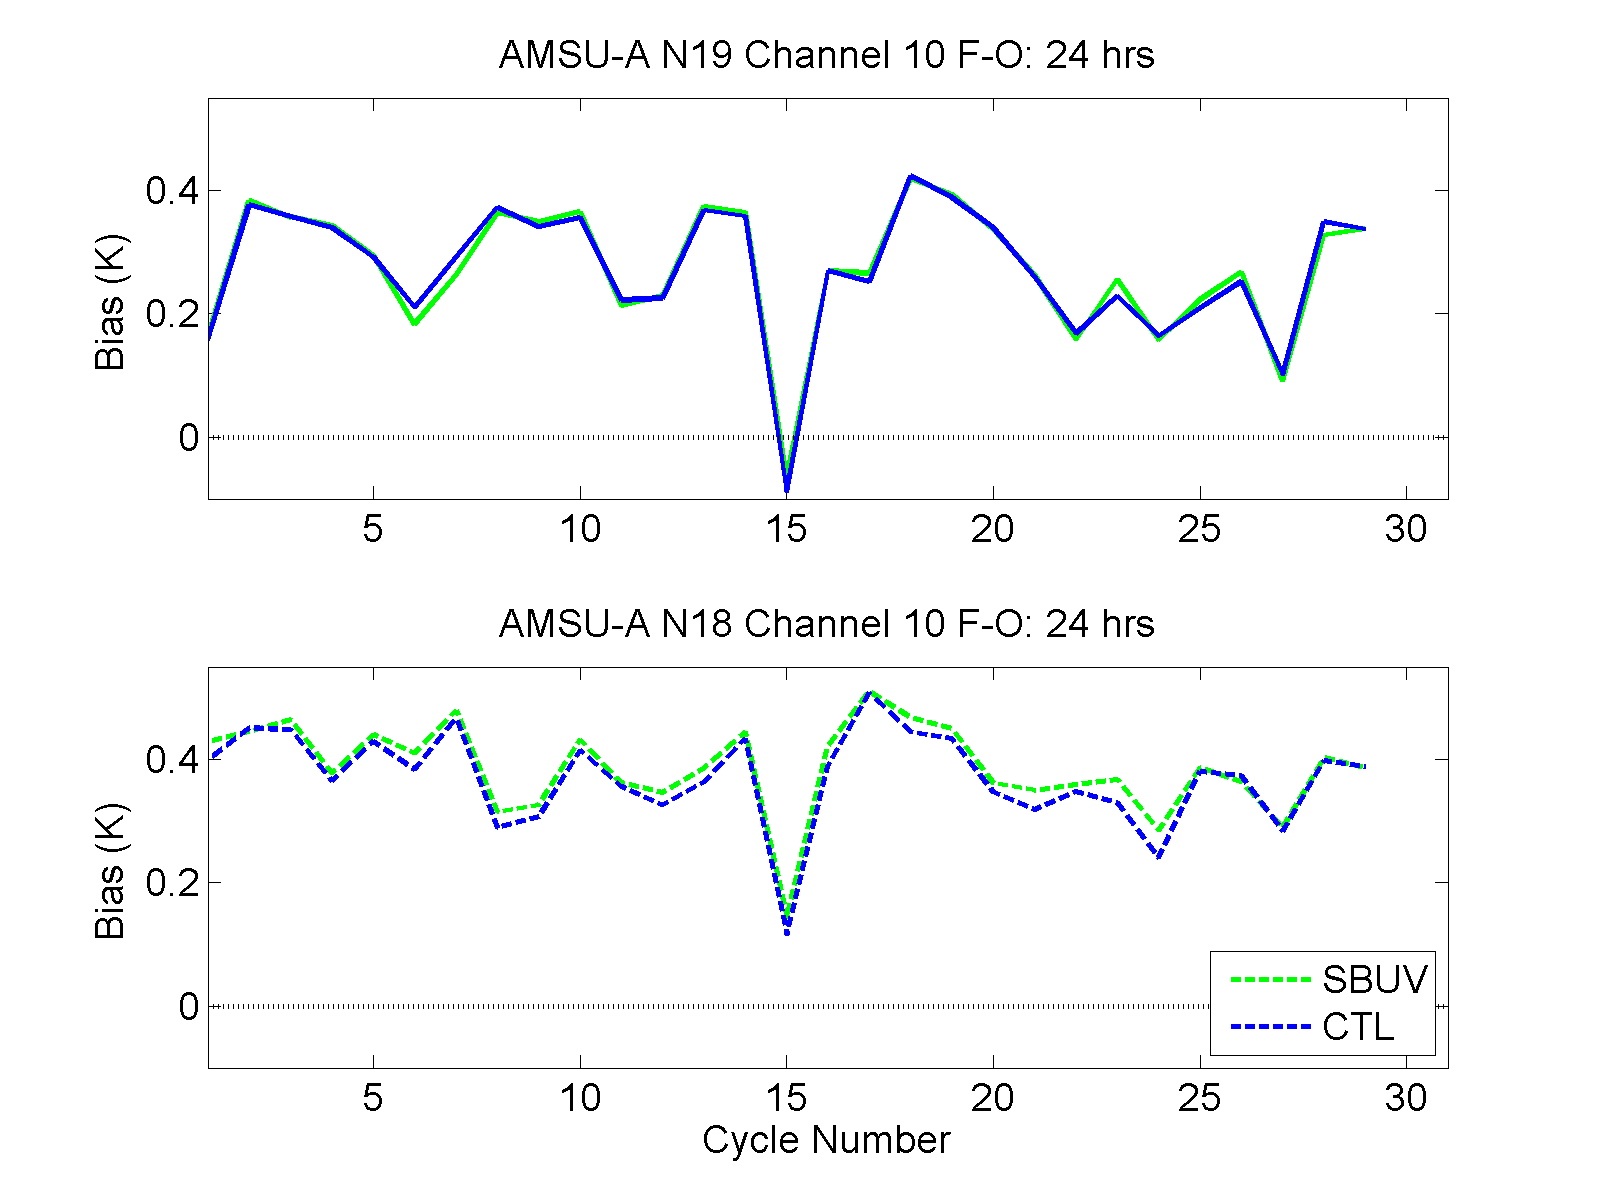 AMSU-A N19 Channel 10 F-O: 24 hrs
Bias (K)
0.4
0.2
0
5 10 15 20 25 30
AMSU-A N18 Channel 10 F-O: 24 hrs
Bias (K)
0.4
0.2
0
SBUV
CTL
5 10 15 20 25 30
Cycle Number